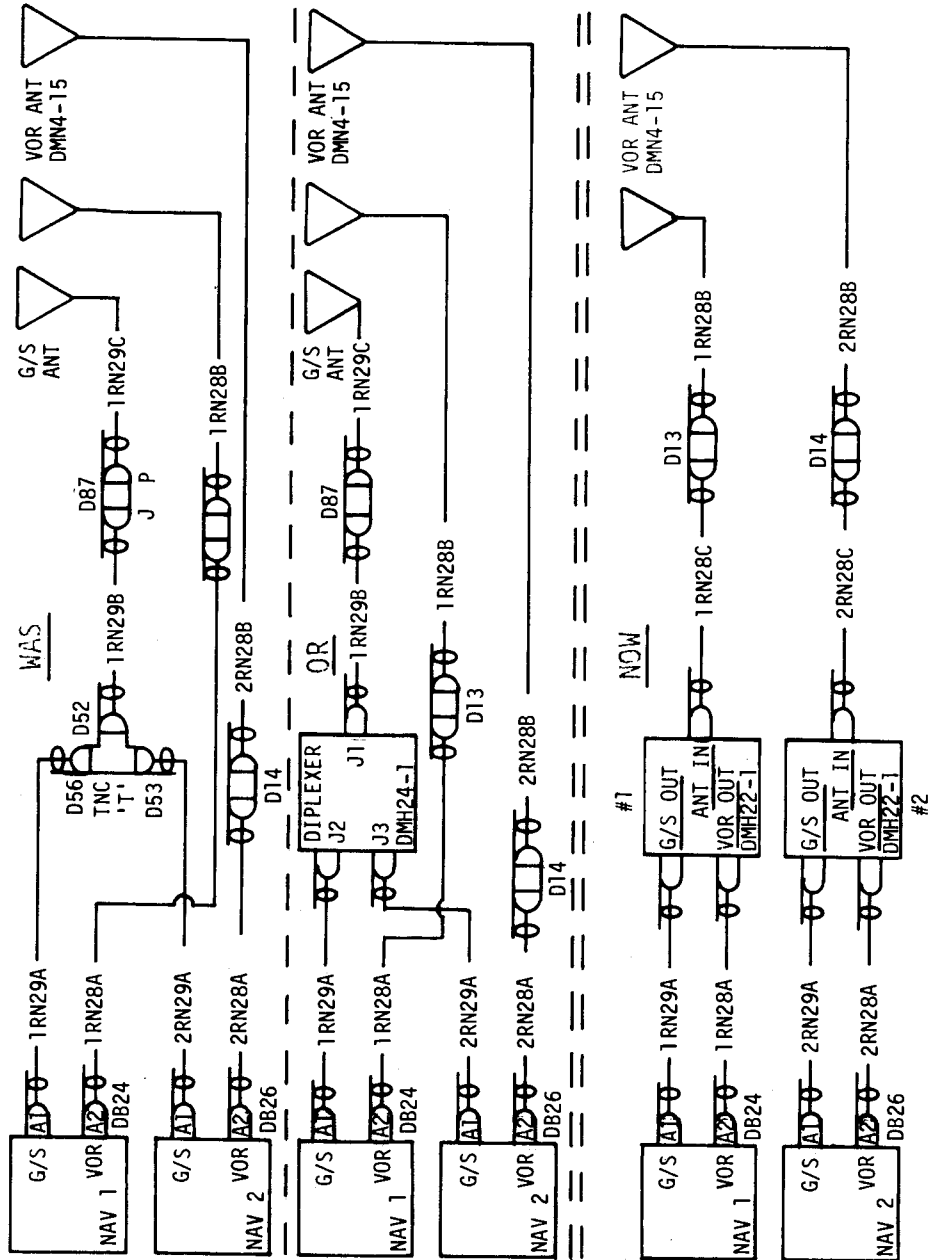 WAS
NAV 1
G/S
A1
VOR
A2
DB24
1RN29A
1RN28A
NAV 2
G/S
A1
VOR
A2
DB26
2RN29A
2RN28A
D56
TNC
'T'
D53
D52
1RN29B
D87
J P
1RN29C
G/S
ANT
1RN28B
D14
2RN28B
VOR ANT
DMN4-15
OR
NAV 1
G/S
A1
VOR
A2
DB24
1RN29A
1RN28A
NAV 2
G/S
A1
VOR
A2
DB26
2RN29A
2RN28A
DIPLEXER
J2
J1
J3
DMH24-1
1RN29B
D87
1RN29C
G/S
ANT
D13
1RN28B
D14
2RN28B
VOR ANT
DMN4-15
NOW
NAV 1
G/S
A1
VOR
A2
DB24
1RN29A
1RN28A
#1
G/S OUT
ANT IN
VOR OUT
DMH22-1
1RN28C
D13
1RN28B
VOR ANT
DMN4-15
NAV 2
G/S
A1
VOR
A2
DB26
2RN29A
2RN28A
G/S OUT
ANT IN
VOR OUT
DMH22-1
#2
2RN28C
D14
2RN28B